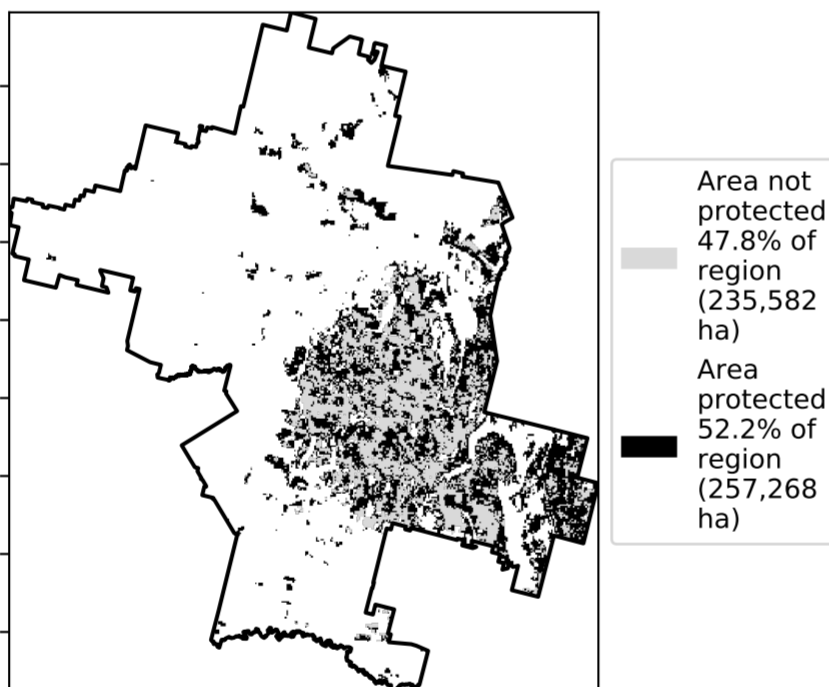 Area not
protected
47.8% of
region
(235,582
ha)
Area
protected
52.2% of
region
(257,268
ha)